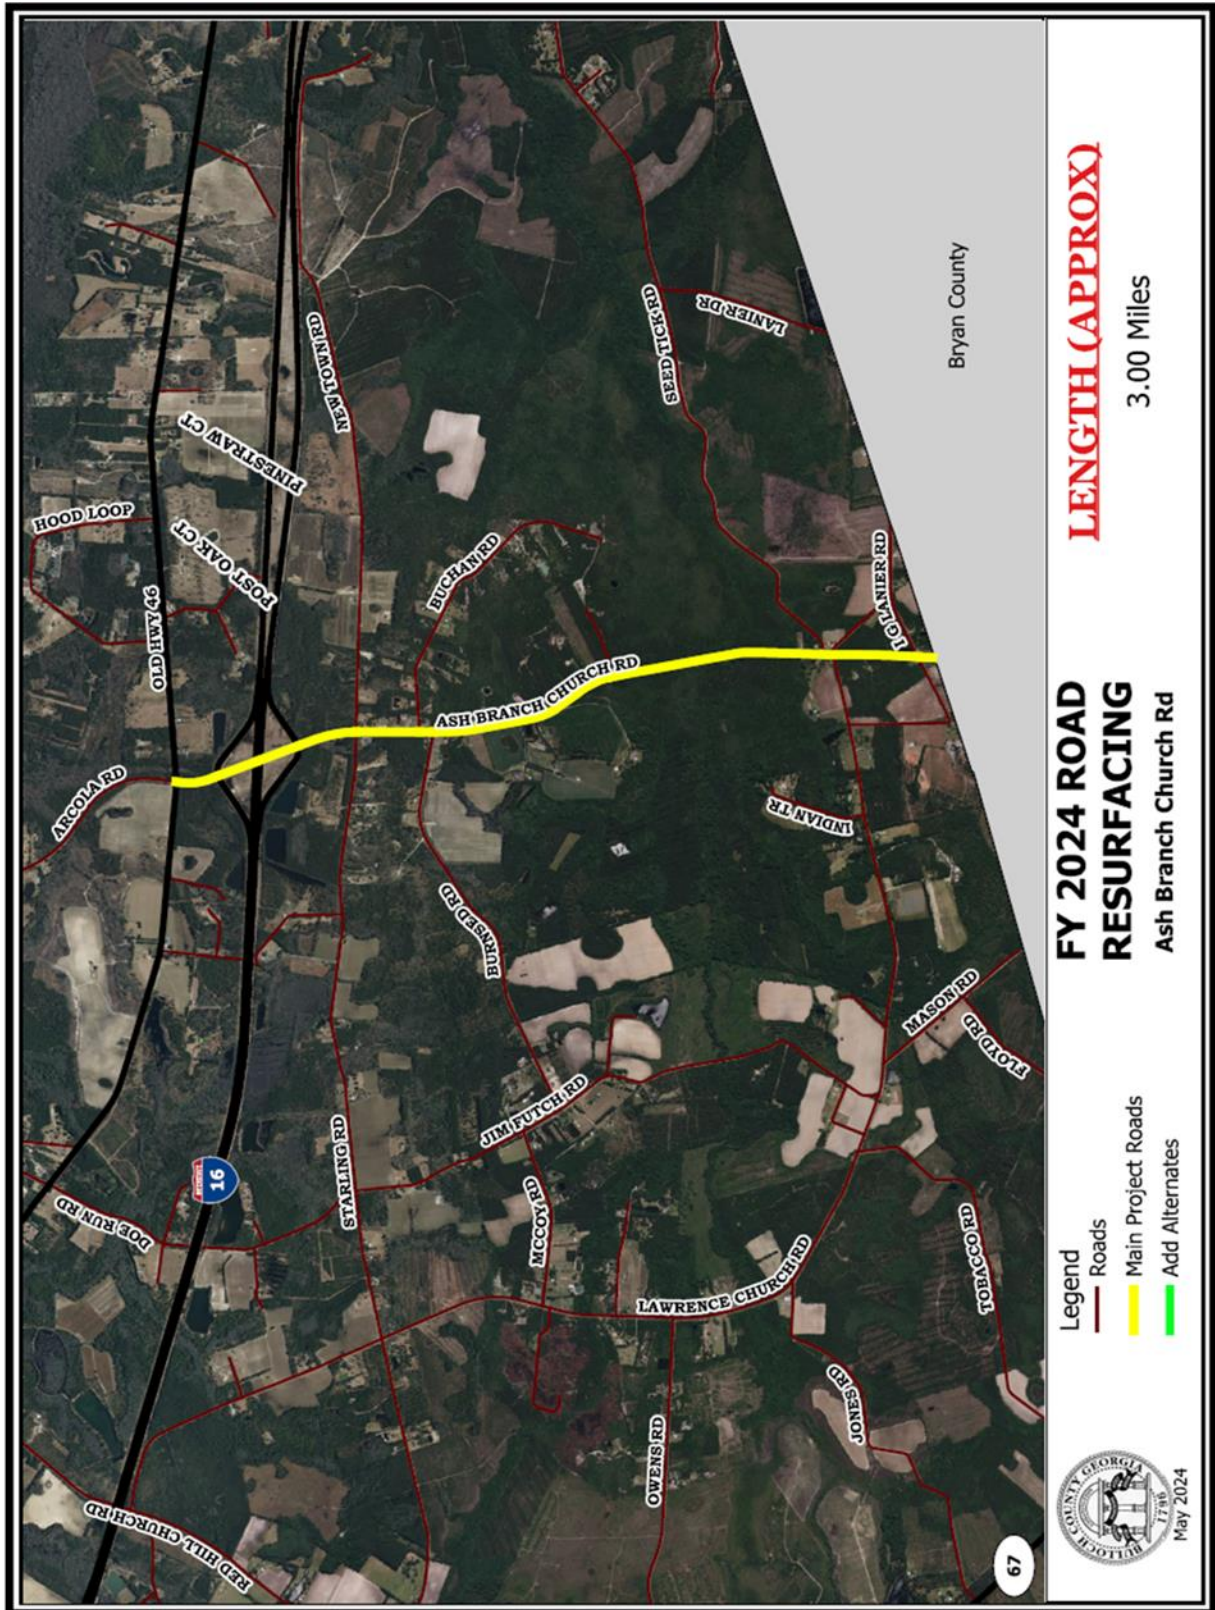 RED HILL CHURCH RD
DOE RUN RD
INTERSTATE
16
ARCOLA RD
OLD HWY 46
HOOD LOOP
POST OAK CT
PINESTRAW CT
NEW TOWN RD
STARLING RD
JIM FUTCH RD
MCCOY RD
BURNSED RD
BUCHAN RD
ASH BRANCH CHURCH RD
LAWRENCE CHURCH RD
OWENS RD
JONES RD
TOBACCO RD
MASON RD
FLOYD RD
INDIAN TR
I G LANIER RD
SEED TICK RD
LANIER DR
67
Bryan County
BULLOCH COUNTY GEORGIA
1796
May 2024
Legend
Roads
Main Project Roads
Add Alternates
FY 2024 ROAD
RESURFACING
Ash Branch Church Rd
LENGTH (APPROX)
3.00 Miles